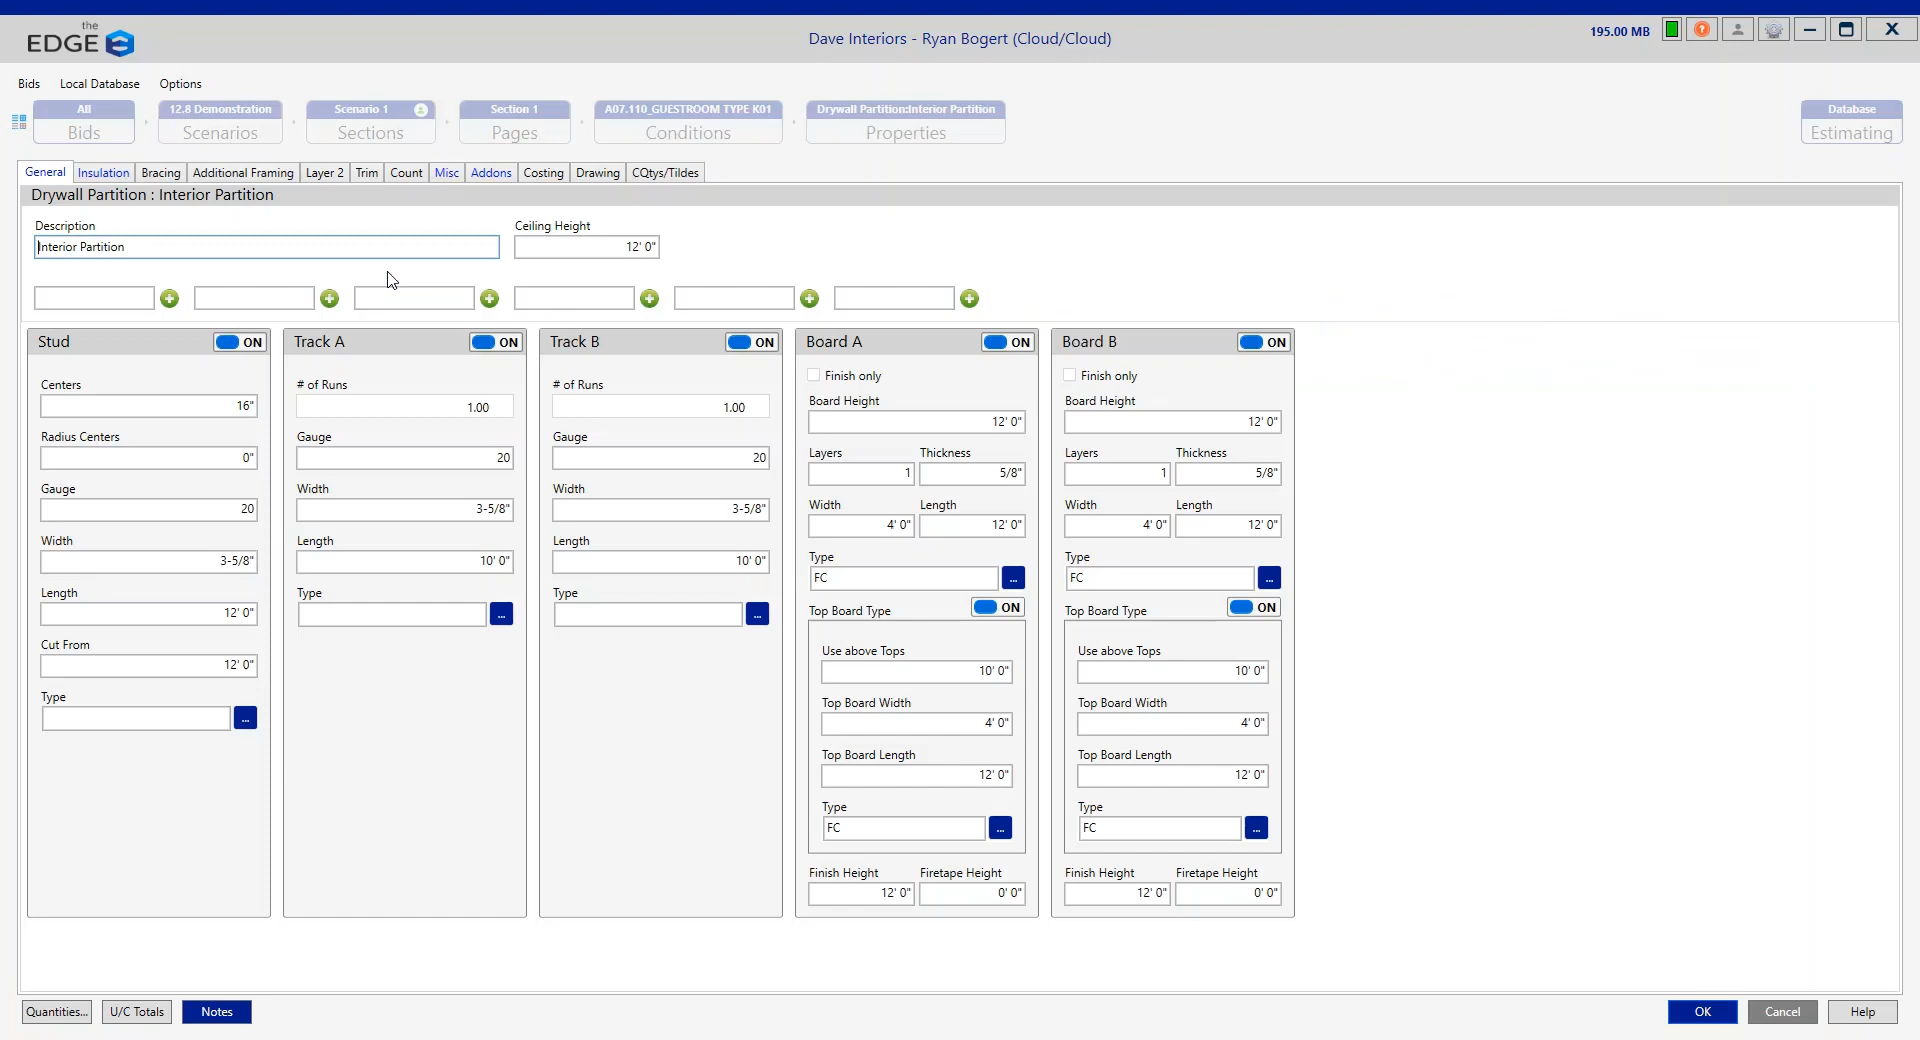 the
EDGE
Dave Interiors - Ryan Bogert (Cloud/Cloud)
195.00 MB
Bids Local Database Options
All
Bids
12.8 Demonstration
Scenarios
Scenario 1
Sections
Section 1
Pages
A07.110_GUESTROOM TYPE K01
Conditions
Drywall Partition:Interior Partition
Properties
Database
Estimating
General Insulation Bracing Additional Framing Layer 2 Trim Count Misc Addons Costing Drawing CQtys/Tildes
Drywall Partition : Interior Partition
Description
Interior Partition
Ceiling Height
12' 0"
Stud ON
Centers
16"
Radius Centers
0"
Gauge
20
Width
3-5/8"
Length
12' 0"
Cut From
12' 0"
Type
...
Track A ON
# of Runs
1.00
Gauge
20
Width
3-5/8"
Length
10' 0"
Type
...
Track B ON
# of Runs
1.00
Gauge
20
Width
3-5/8"
Length
10' 0"
Type
...
Board A ON
Finish only
Board Height
12' 0"
Layers Thickness
1 5/8"
Width Length
4' 0" 12' 0"
Type
FC ...
Top Board Type ON
Use above Tops
10' 0"
Top Board Width
4' 0"
Top Board Length
12' 0"
Type
FC ...
Finish Height Firetape Height
12' 0" 0' 0"
Board B ON
Finish only
Board Height
12' 0"
Layers Thickness
1 5/8"
Width Length
4' 0" 12' 0"
Type
FC ...
Top Board Type ON
Use above Tops
10' 0"
Top Board Width
4' 0"
Top Board Length
12' 0"
Type
FC ...
Finish Height Firetape Height
12' 0" 0' 0"
Quantities... U/C Totals Notes OK Cancel Help